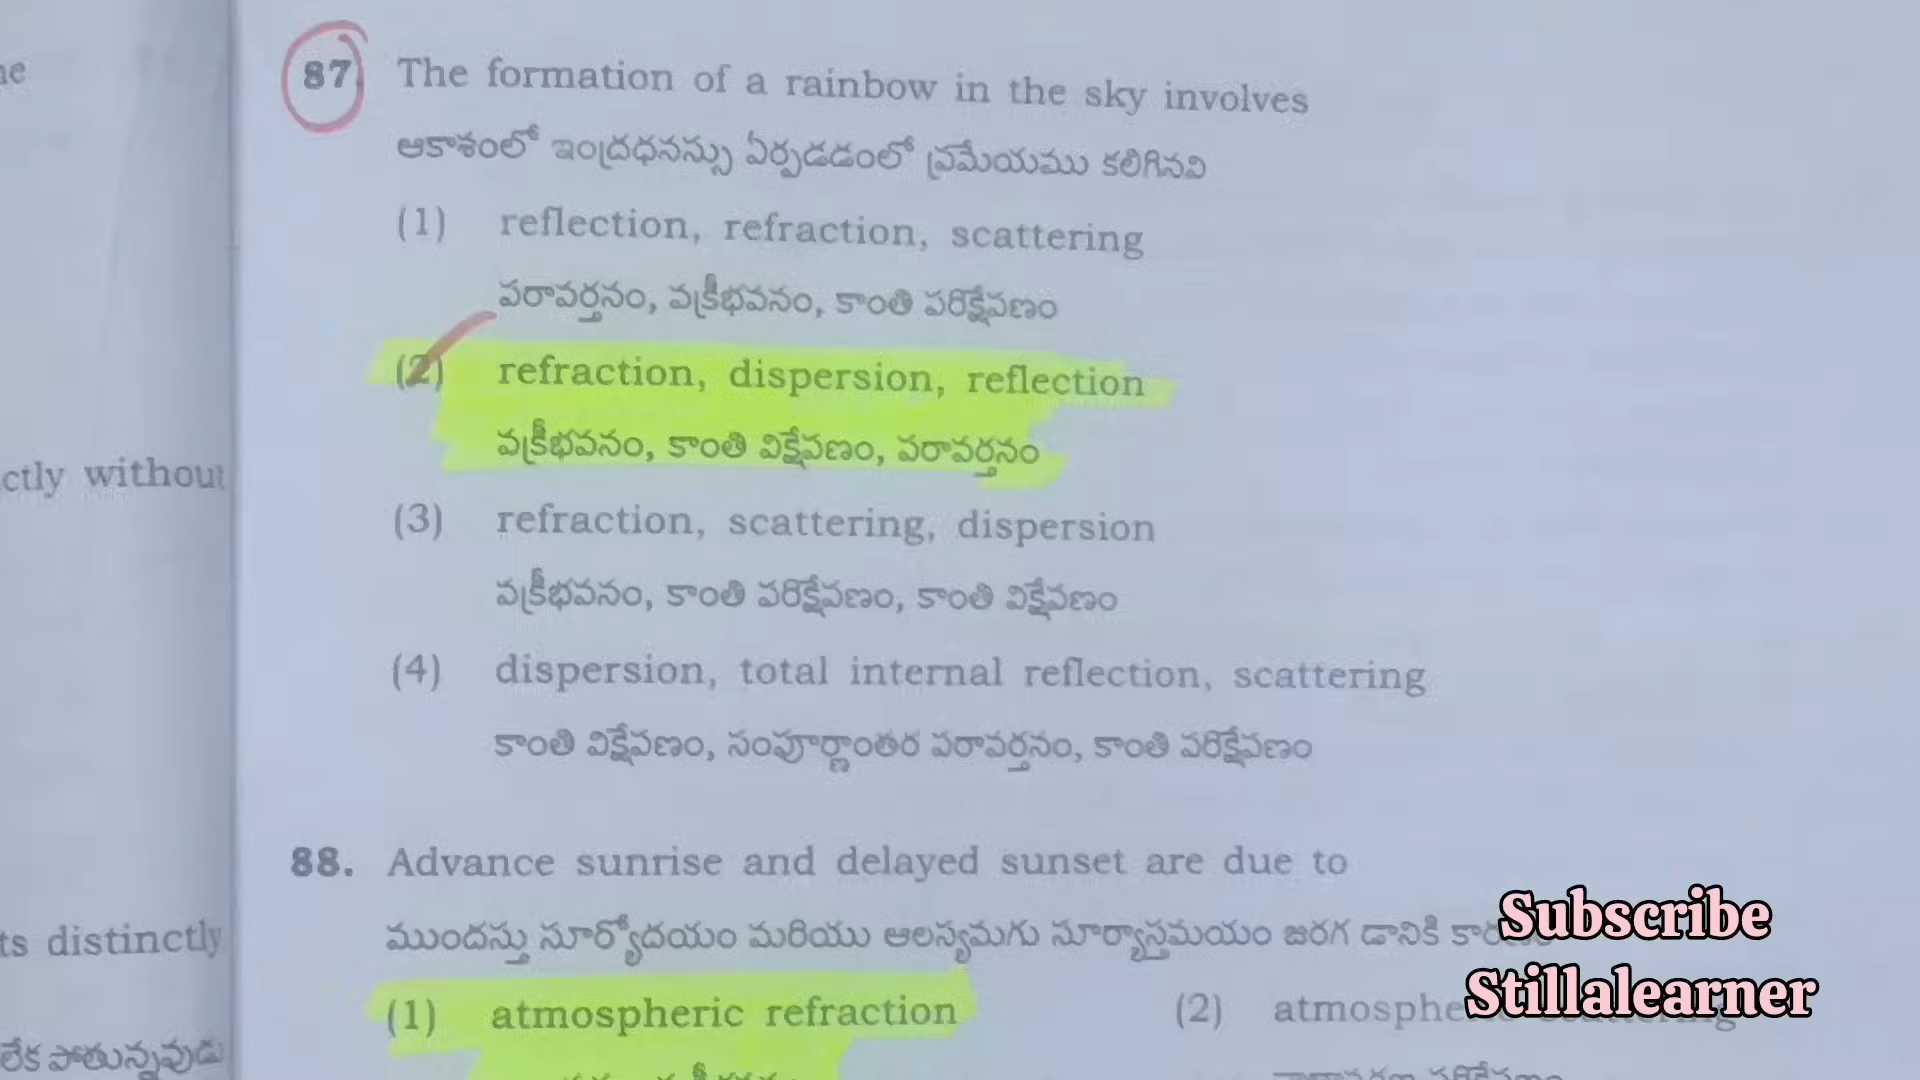 ne
87. The formation of a rainbow in the sky involves
ఆకాశంలో ఇంద్రధనస్సు ఏర్పడడంలో ప్రమేయము కలిగినవి
(1) reflection, refraction, scattering
పరావర్తనం, వక్రీభవనం, కాంతి పరిక్షేపణం
(2) refraction, dispersion, reflection
వక్రీభవనం, కాంతి విక్షేపణం, పరావర్తనం
ctly without
(3) refraction, scattering, dispersion
వక్రీభవనం, కాంతి పరిక్షేపణం, కాంతి విక్షేపణం
(4) dispersion, total internal reflection, scattering
కాంతి విక్షేపణం, సంపూర్ణాంతర పరావర్తనం, కాంతి పరిక్షేపణం
88. Advance sunrise and delayed sunset are due to
ts distinctly
ముందస్తు సూర్యోదయం మరియు ఆలస్యమగు సూర్యాస్తమయం జరగ డానికి
(1) atmospheric refraction (2) atmospheric scattering
లేక పోతున్నవుడు
Subscribe
Stillalearner